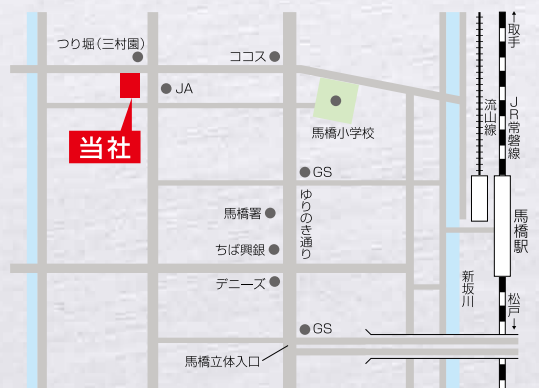 つり堀（三村園）
ココス
JA
当社
馬橋小学校
GS
馬橋署
ゆりのき通り
ちば興銀
デニーズ
GS
馬橋立体入口
新坂川
↑取手
流山線
JR常磐線
馬橋駅
松戸↓